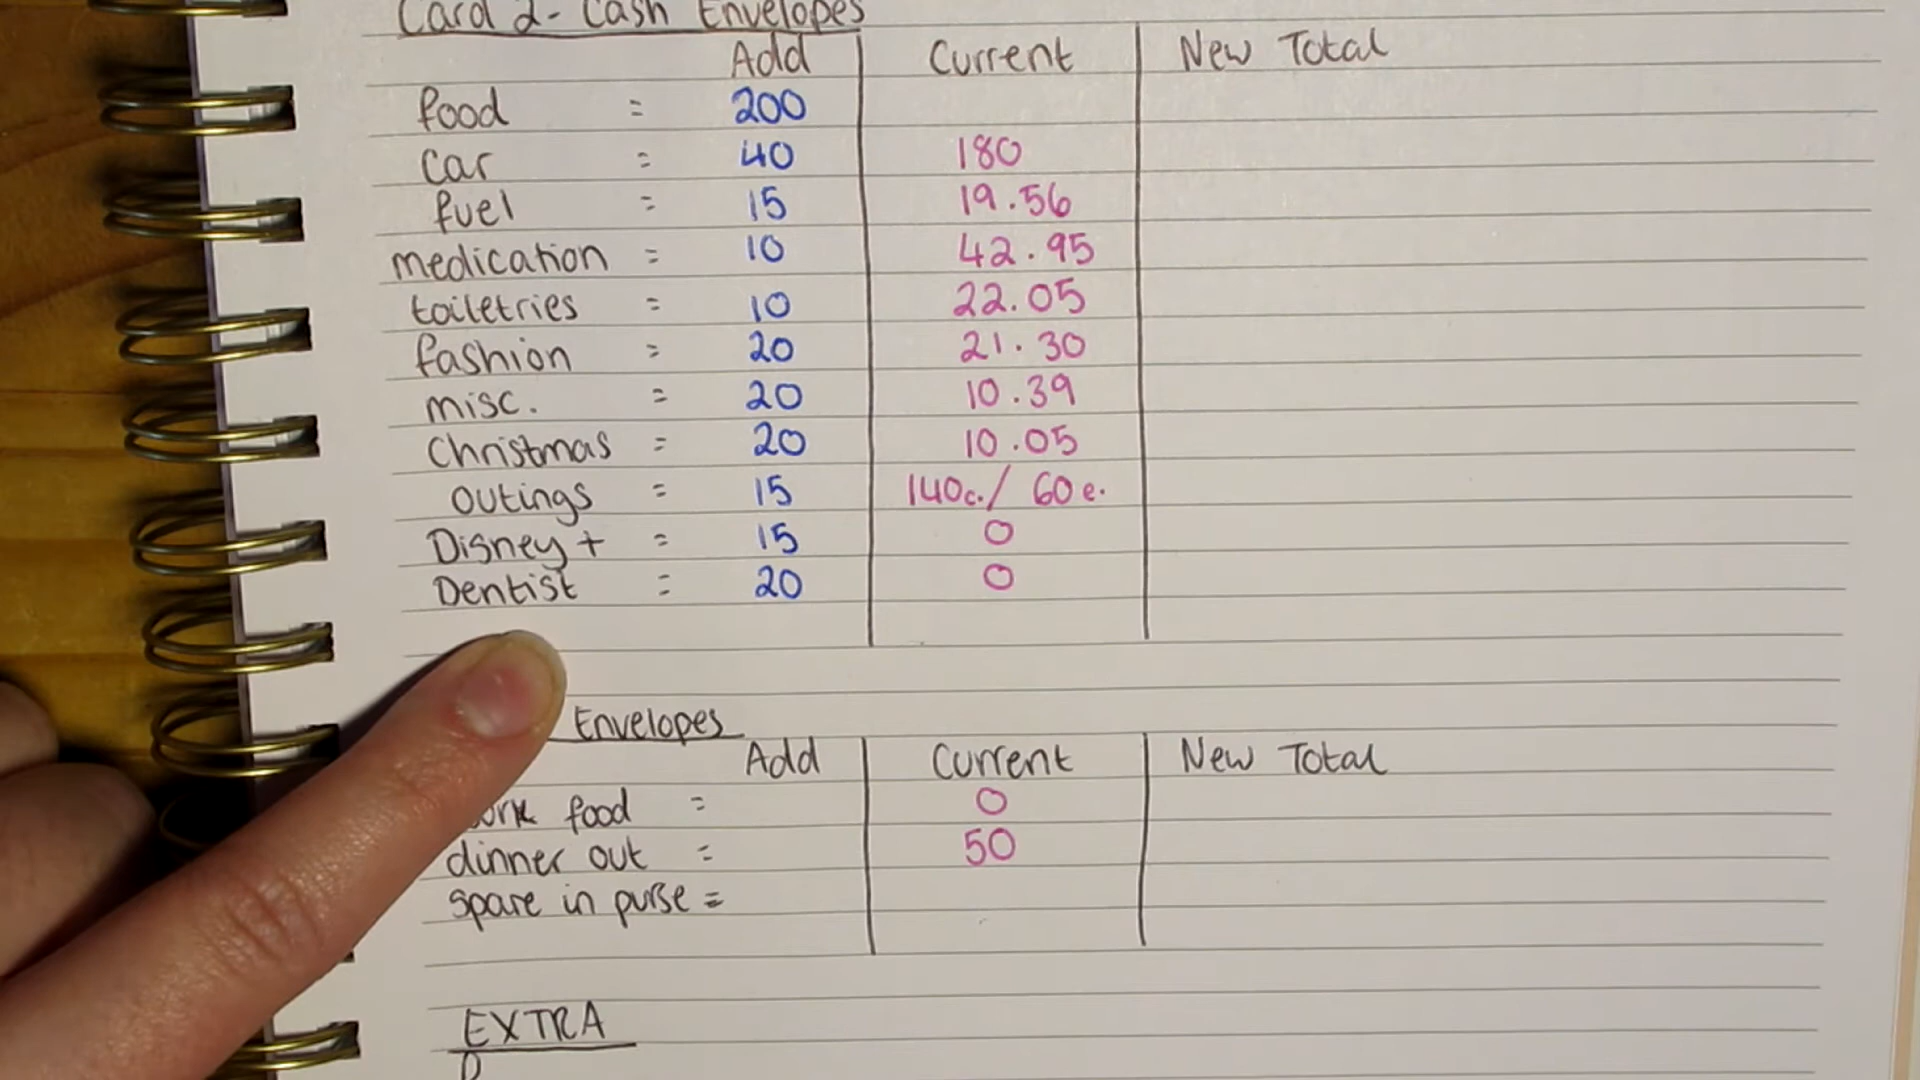 Card 2- Cash Envelopes
Add Current New Total
food = 200
car = 40 180
fuel = 15 19.56
medication = 10 42.95
toiletries = 10 22.05
fashion = 20 21.30
misc. = 20 10.39
Christmas = 20 10.05
outings = 15 140c./ 60e.
Disney+ = 15 0
Dentist = 20 0
Envelopes
Add Current New Total
food = 0
dinner out = 50
spare in purse =
EXTRA